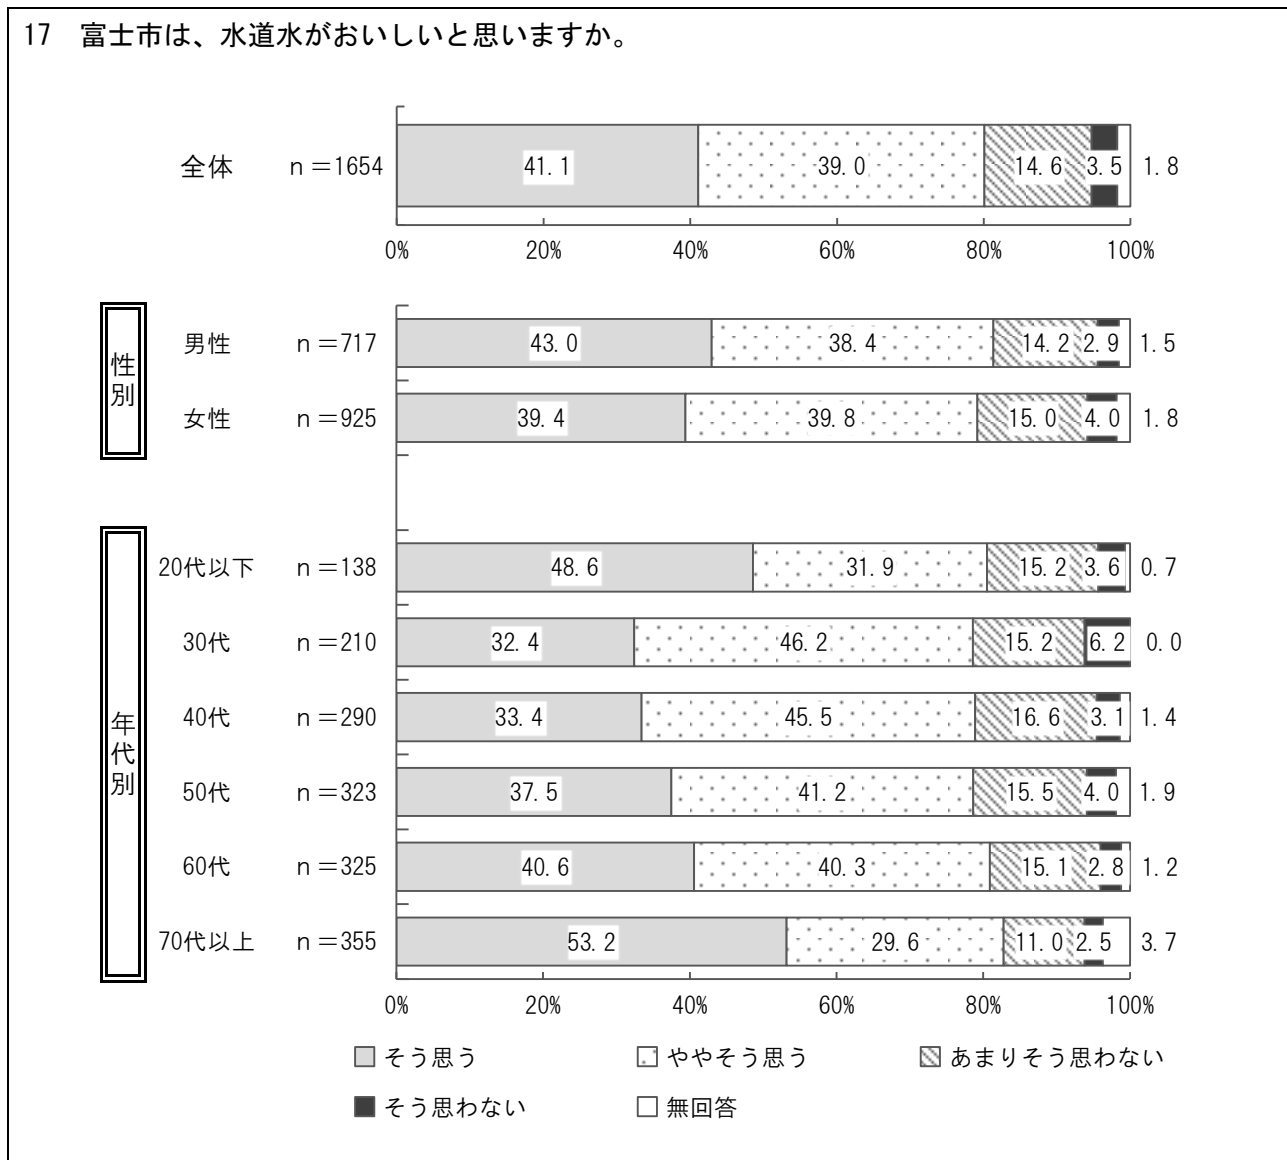 17 富士市は、水道水がおいしいと思いますか。
全体 n=1654 41.1 39.0 14.6 3.5 1.8
0% 20% 40% 60% 80% 100%
性別
男性 n=717 43.0 38.4 14.2 2.9 1.5
女性 n=925 39.4 39.8 15.0 4.0 1.8
年代別
20代以下 n=138 48.6 31.9 15.2 3.6 0.7
30代 n=210 32.4 46.2 15.2 6.2 0.0
40代 n=290 33.4 45.5 16.6 3.1 1.4
50代 n=323 37.5 41.2 15.5 4.0 1.9
60代 n=325 40.6 40.3 15.1 2.8 1.2
70代以上 n=355 53.2 29.6 11.0 2.5 3.7
0% 20% 40% 60% 80% 100%
そう思う ややそう思う あまりそう思わない
そう思わない 無回答